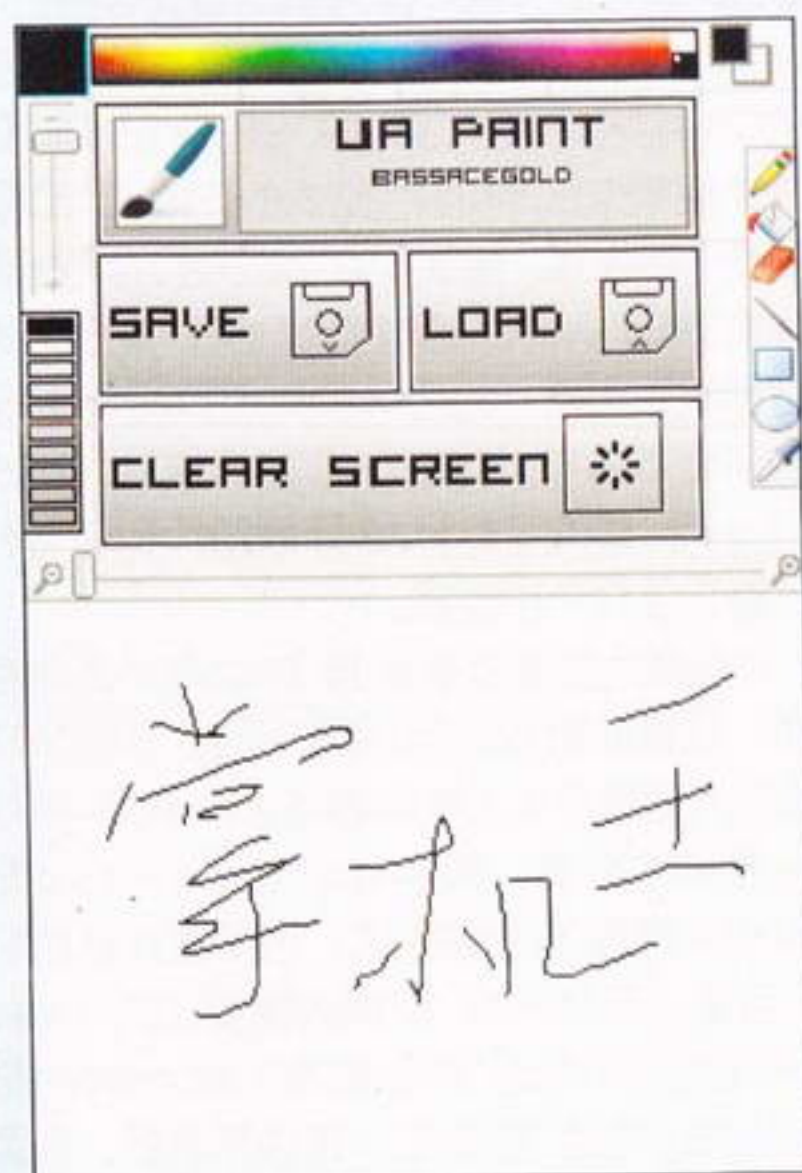 UA PAINT
BASSACEGOLD
SAVE
LOAD
CLEAR SCREEN
掌机王